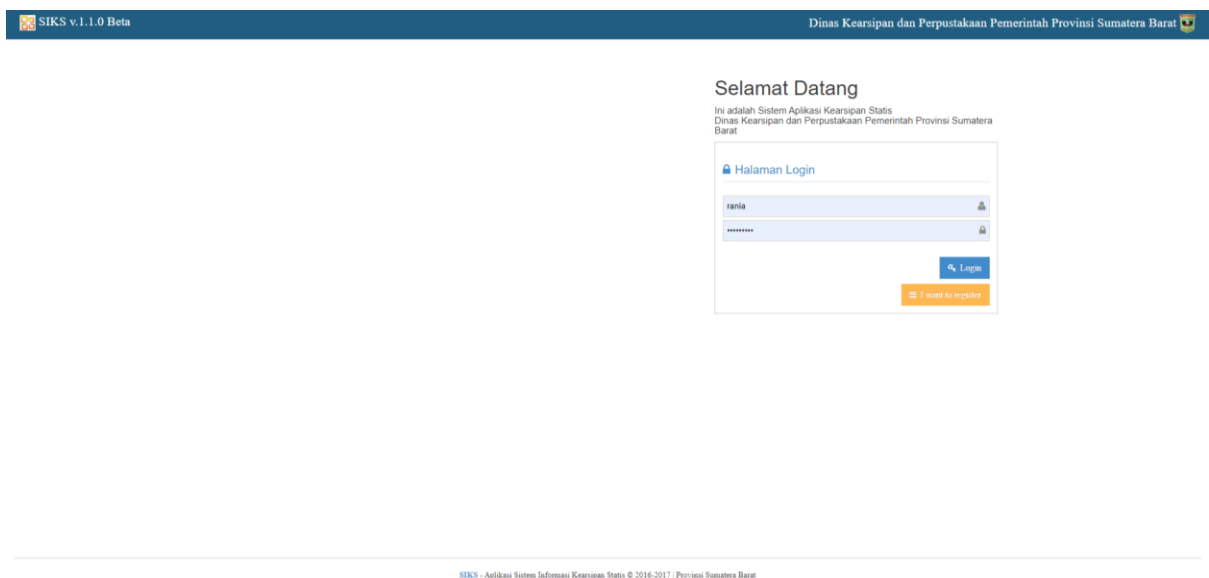 SIKS v.1.1.0 Beta
Dinas Kearsipan dan Perpustakaan Pemerintah Provinsi Sumatera Barat
Selamat Datang
Ini adalah Sistem Aplikasi Kearsipan Statis
Dinas Kearsipan dan Perpustakaan Pemerintah Provinsi Sumatera
Barat
Halaman Login
rania
•••••••••
Login
I want to register
SIKS - Aplikasi Sistem Informasi Kearsipan Statis © 2016-2017 | Provinsi Sumatera Barat